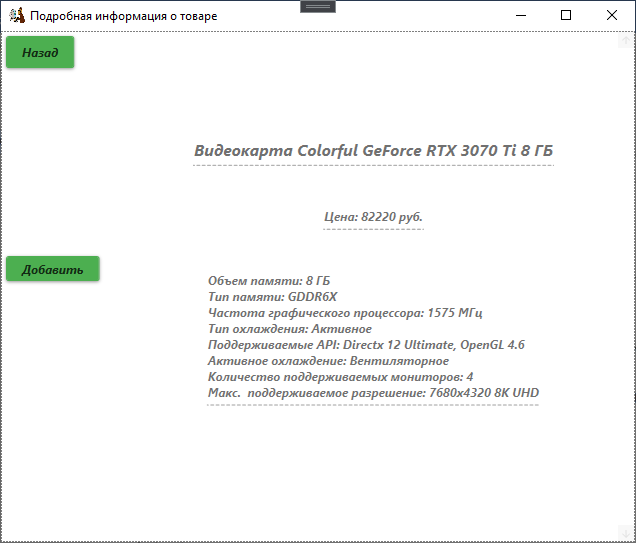 Подробная информация о товаре
Назад
Видеокарта Colorful GeForce RTX 3070 Ti 8 ГБ
Цена: 82220 руб.
Добавить
Объем памяти: 8 ГБ
Тип памяти: GDDR6X
Частота графического процессора: 1575 МГц
Тип охлаждения: Активное
Поддерживаемые API: Directx 12 Ultimate, OpenGL 4.6
Активное охлаждение: Вентиляторное
Количество поддерживаемых мониторов: 4
Макс.  поддерживаемое разрешение: 7680x4320 8K UHD